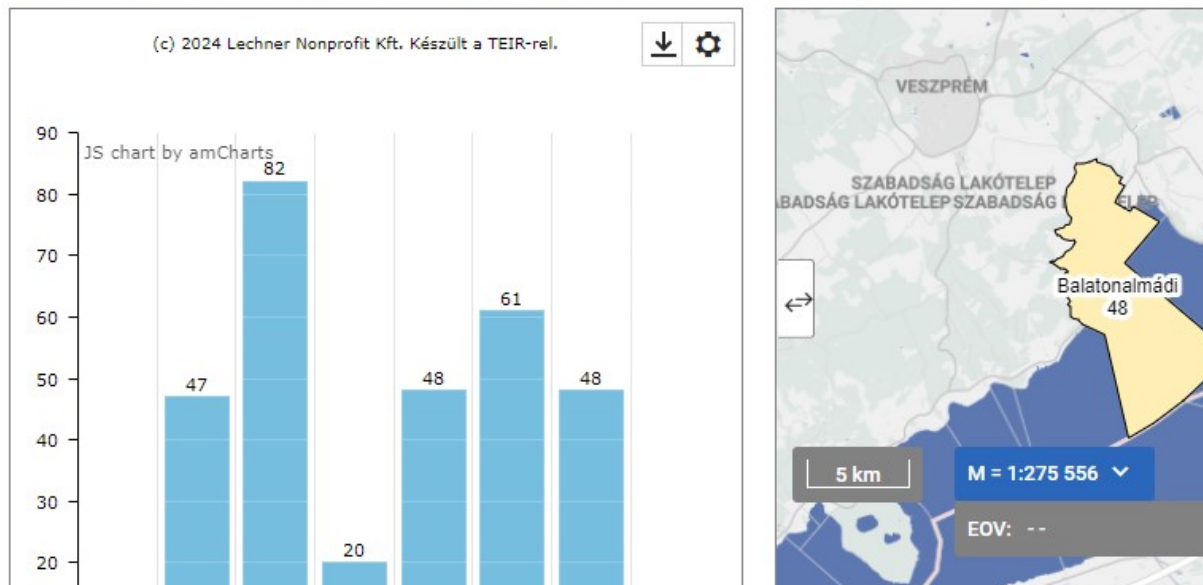 (c) 2024 Lechner Nonprofit Kft. Készült a TEIR-rel.
90
JS chart by amCharts
82
80
70
61
60
50
47
48
48
40
30
20
20
VESZPRÉM
SZABADSÁG LAKÓTELEP
ABADSÁG LAKÓTELEP SZABADSÁG
Balatonalmádi
48
5 km
M = 1:275 556
EOV: - -